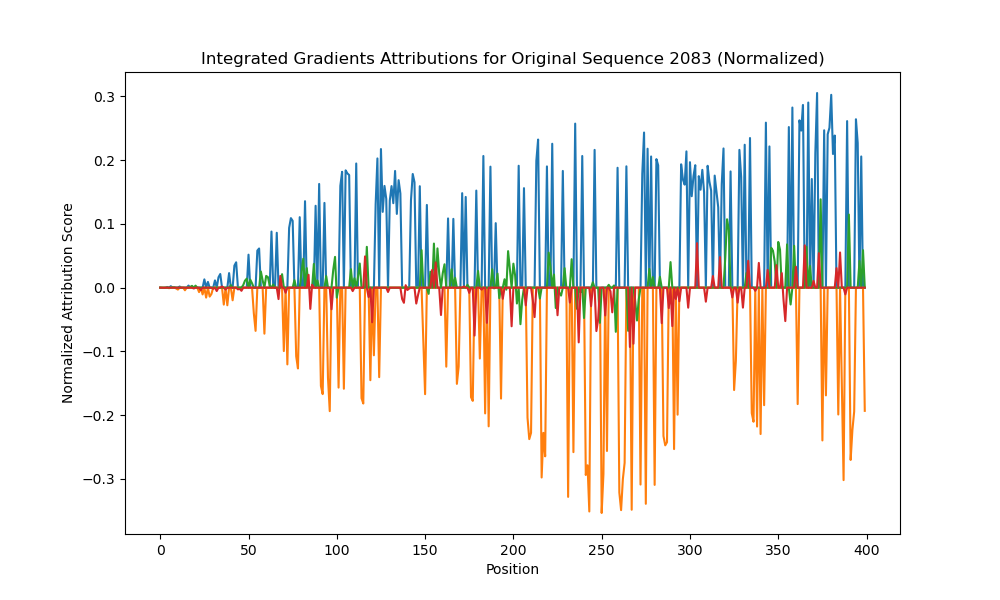 Integrated Gradients Attributions for Original Sequence 2083 (Normalized)
Normalized Attribution Score
0.3
0.2
0.1
0.0
−0.1
−0.2
−0.3
0 50 100 150 200 250 300 350 400
Position